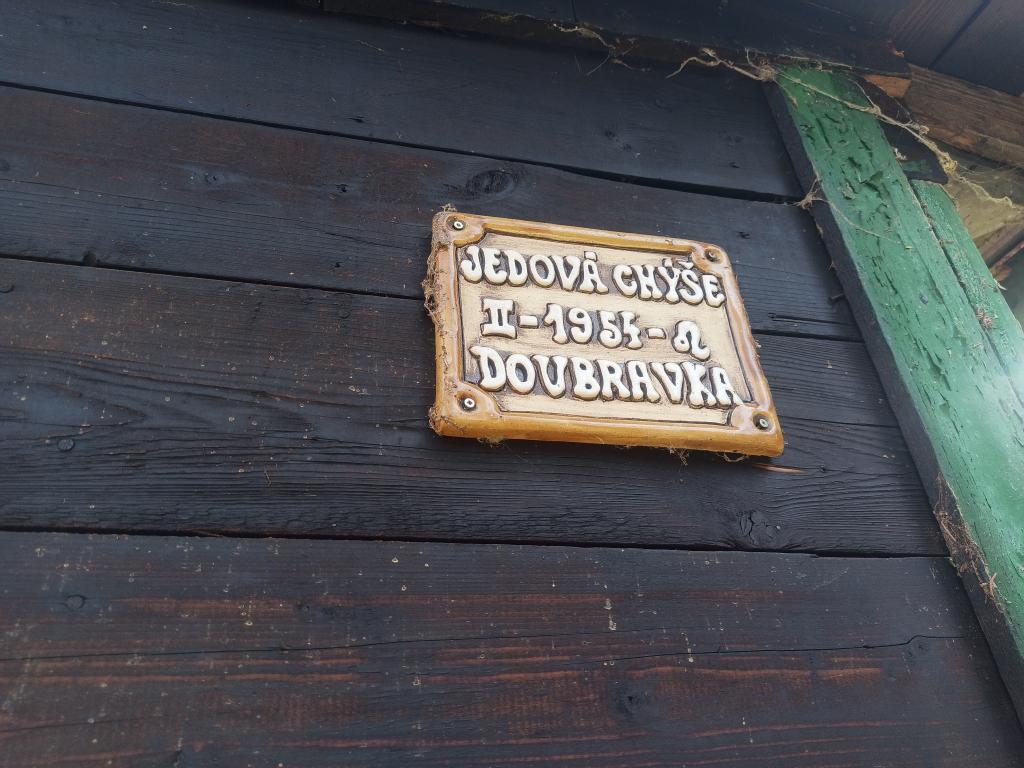 JEDOVÁ CHÝŠE
II-1954-Ω
DOUBRAVKA